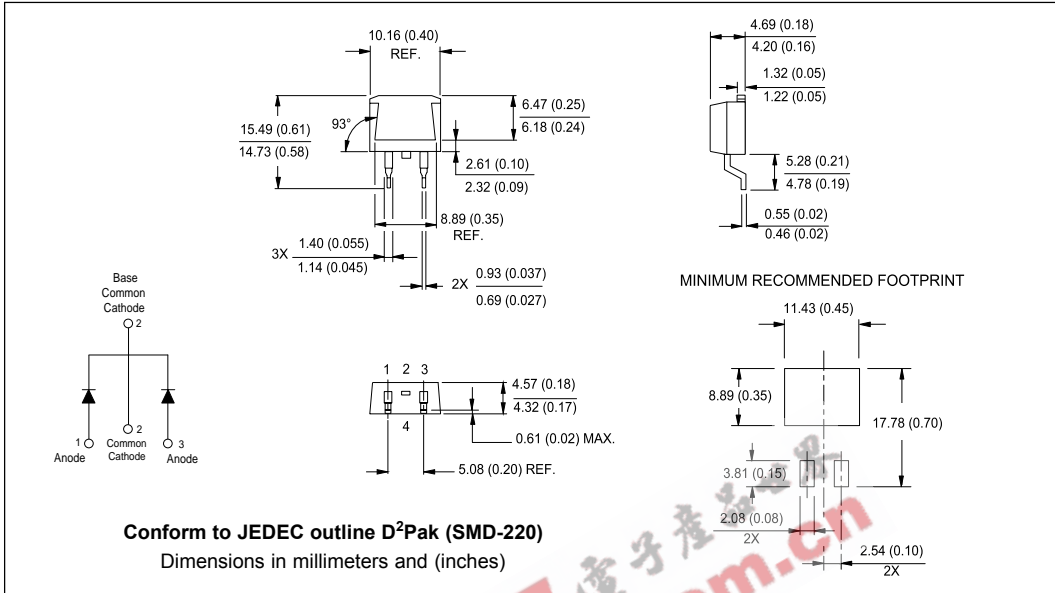 10.16 (0.40)
REF.
15.49 (0.61)
14.73 (0.58)
93°
6.47 (0.25)
6.18 (0.24)
2.61 (0.10)
2.32 (0.09)
8.89 (0.35)
REF.
3X
1.40 (0.055)
1.14 (0.045)
2X
0.93 (0.037)
0.69 (0.027)
4.69 (0.18)
4.20 (0.16)
1.32 (0.05)
1.22 (0.05)
5.28 (0.21)
4.78 (0.19)
0.55 (0.02)
0.46 (0.02)
Base
Common
Cathode
2
1
2
3
Anode
Common
Cathode
Anode
1 2 3
4
4.57 (0.18)
4.32 (0.17)
0.61 (0.02) MAX.
5.08 (0.20) REF.
MINIMUM RECOMMENDED FOOTPRINT
11.43 (0.45)
8.89 (0.35)
17.78 (0.70)
3.81 (0.15)
2.08 (0.08)
2X
2.54 (0.10)
2X
Conform to JEDEC outline D²Pak (SMD-220)
Dimensions in millimeters and (inches)
電子產品世界
.com.cn